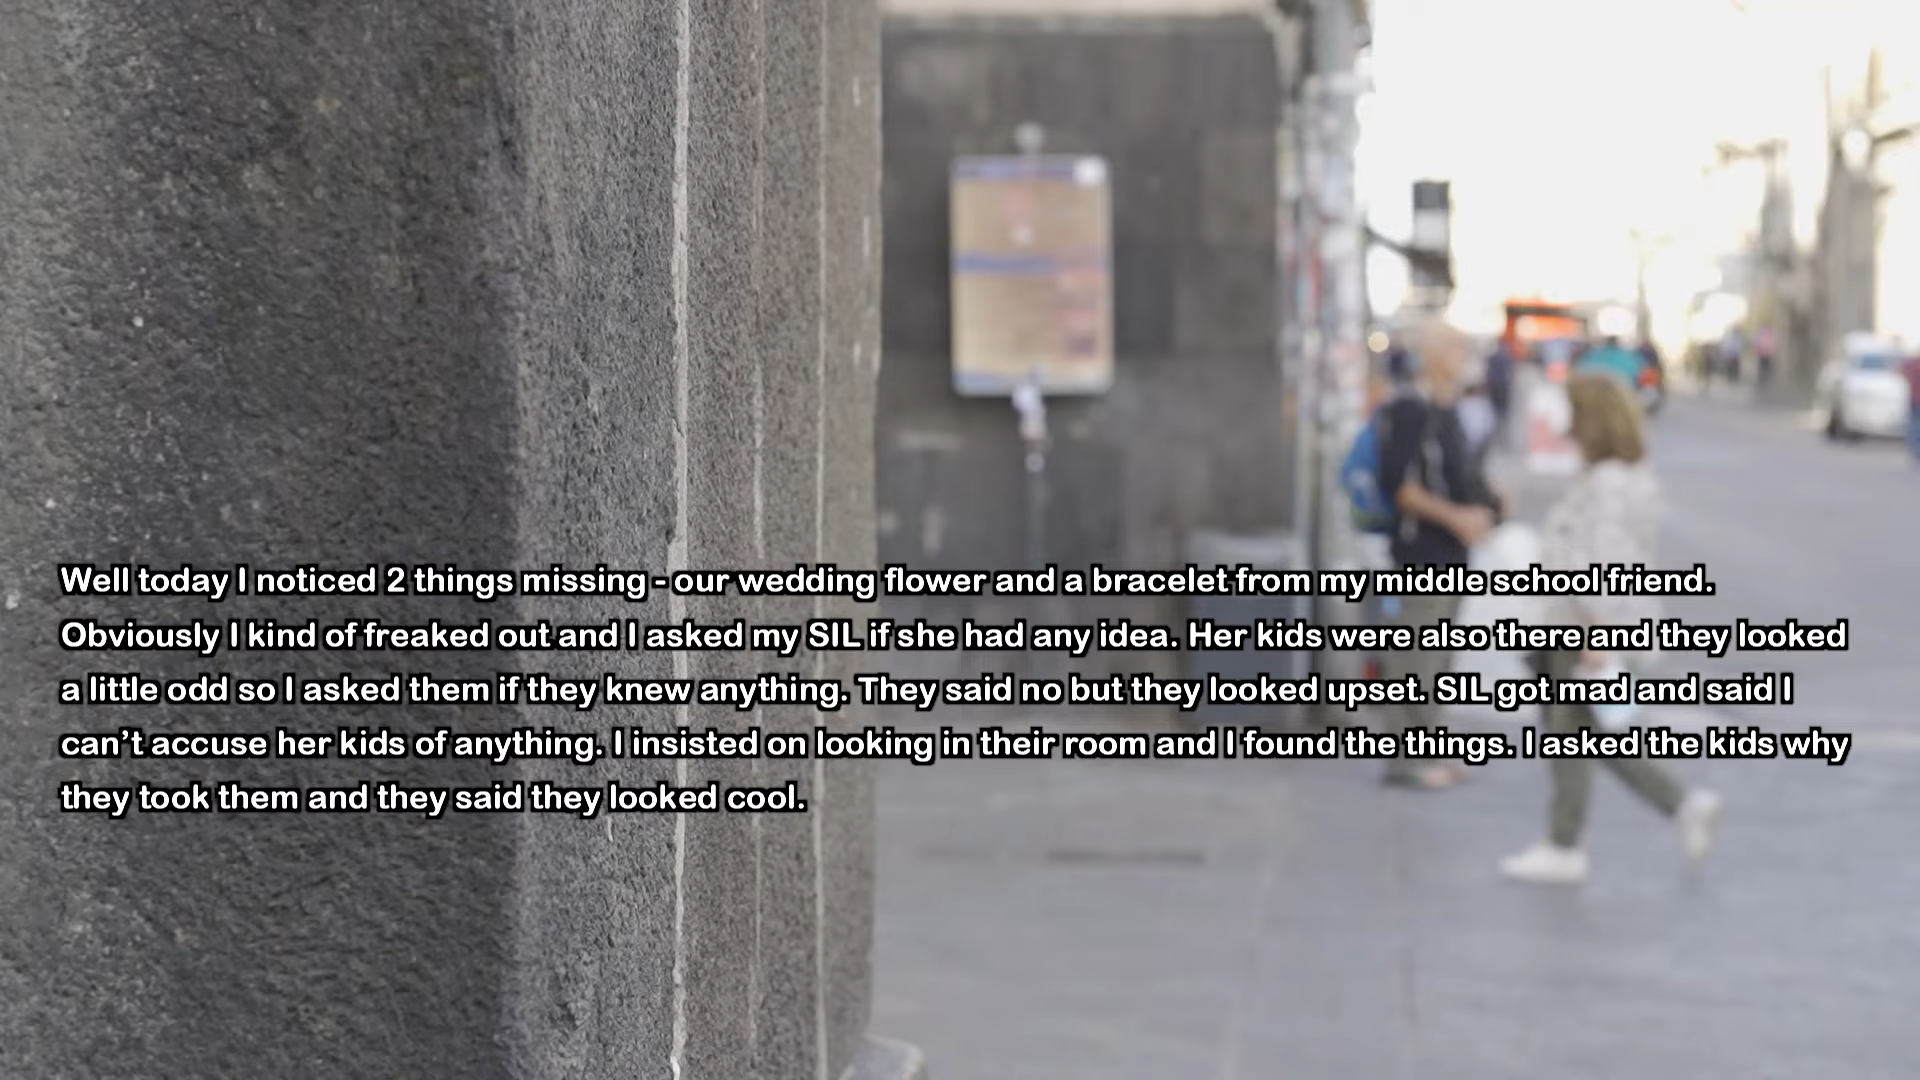 Well today I noticed 2 things missing - our wedding flower and a bracelet from my middle school friend.
Obviously I kind of freaked out and I asked my SIL if she had any idea. Her kids were also there and they looked
a little odd so I asked them if they knew anything. They said no but they looked upset. SIL got mad and said I
can’t accuse her kids of anything. I insisted on looking in their room and I found the things. I asked the kids why
they took them and they said they looked cool.